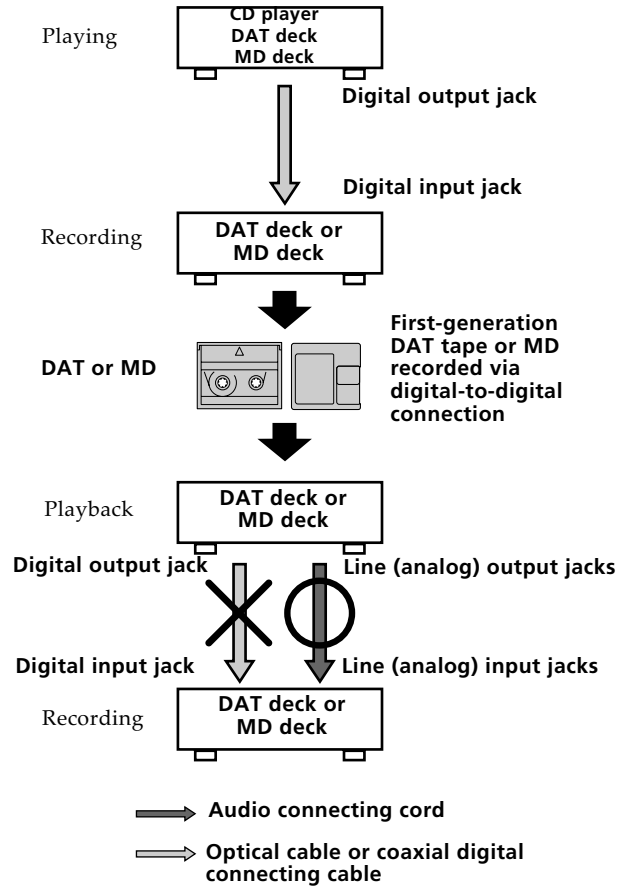 Playing
CD player
DAT deck
MD deck
Digital output jack
Digital input jack
Recording
DAT deck or
MD deck
DAT or MD
First-generation
DAT tape or MD
recorded via
digital-to-digital
connection
Playback
DAT deck or
MD deck
Digital output jack
Line (analog) output jacks
Digital input jack
Line (analog) input jacks
Recording
DAT deck or
MD deck
Audio connecting cord
Optical cable or coaxial digital
connecting cable